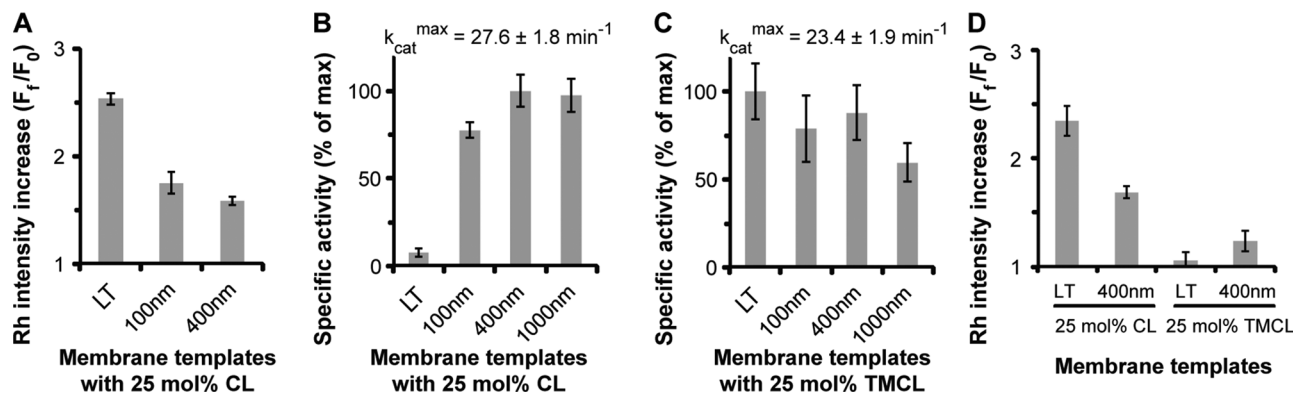 A
Rh intensity increase (Ff/F0)
3
2
1
LT
100nm
400nm
Membrane templates
with 25 mol% CL
B
kcat^max = 27.6 ± 1.8 min-1
Specific activity (% of max)
100
50
0
LT
100nm
400nm
1000nm
Membrane templates
with 25 mol% CL
C
kcat^max = 23.4 ± 1.9 min-1
Specific activity (% of max)
100
50
0
LT
100nm
400nm
1000nm
Membrane templates
with 25 mol% TMCL
D
Rh intensity increase (Ff/F0)
3
2
1
LT 400nm LT 400nm
25 mol% CL 25 mol% TMCL
Membrane templates